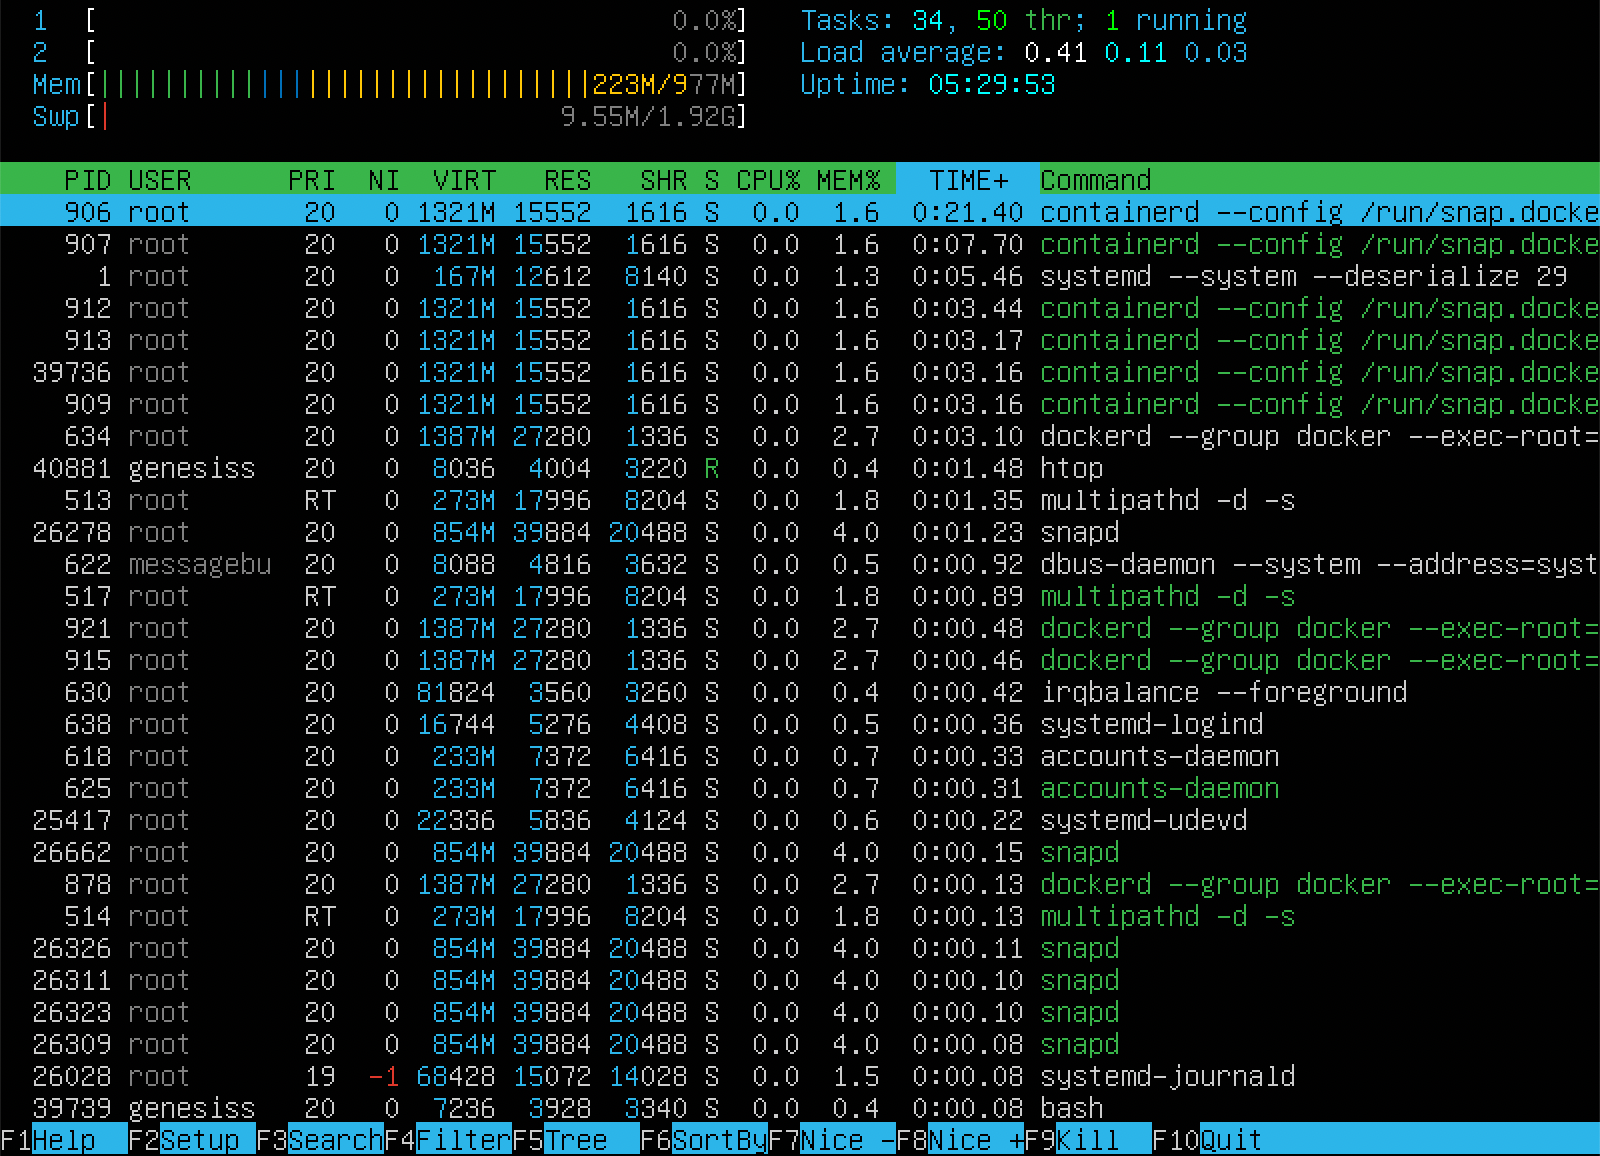 1 [ 0.0%] Tasks: 34, 50 thr; 1 running
2 [ 0.0%] Load average: 0.41 0.11 0.03
Mem[|||||||||||||||||||||||||||||||223M/977M] Uptime: 05:29:53
Swp[| 9.55M/1.92G]
PID USER PRI NI VIRT RES SHR S CPU% MEM% TIME+ Command
906 root 20 0 1321M 15552 1616 S 0.0 1.6 0:21.40 containerd --config /run/snap.docke
907 root 20 0 1321M 15552 1616 S 0.0 1.6 0:07.70 containerd --config /run/snap.docke
1 root 20 0 167M 12612 8140 S 0.0 1.3 0:05.46 systemd --system --deserialize 29
912 root 20 0 1321M 15552 1616 S 0.0 1.6 0:03.44 containerd --config /run/snap.docke
913 root 20 0 1321M 15552 1616 S 0.0 1.6 0:03.17 containerd --config /run/snap.docke
39736 root 20 0 1321M 15552 1616 S 0.0 1.6 0:03.16 containerd --config /run/snap.docke
909 root 20 0 1321M 15552 1616 S 0.0 1.6 0:03.16 containerd --config /run/snap.docke
634 root 20 0 1387M 27280 1336 S 0.0 2.7 0:03.10 dockerd --group docker --exec-root=
40881 genesiss 20 0 8036 4004 3220 R 0.0 0.4 0:01.48 htop
513 root RT 0 273M 17996 8204 S 0.0 1.8 0:01.35 multipathd -d -s
26278 root 20 0 854M 39884 20488 S 0.0 4.0 0:01.23 snapd
622 messagebu 20 0 8088 4816 3632 S 0.0 0.5 0:00.92 dbus-daemon --system --address=syst
517 root RT 0 273M 17996 8204 S 0.0 1.8 0:00.89 multipathd -d -s
921 root 20 0 1387M 27280 1336 S 0.0 2.7 0:00.48 dockerd --group docker --exec-root=
915 root 20 0 1387M 27280 1336 S 0.0 2.7 0:00.46 dockerd --group docker --exec-root=
630 root 20 0 81824 3560 3260 S 0.0 0.4 0:00.42 irqbalance --foreground
638 root 20 0 16744 5276 4408 S 0.0 0.5 0:00.36 systemd-logind
618 root 20 0 233M 7372 6416 S 0.0 0.7 0:00.33 accounts-daemon
625 root 20 0 233M 7372 6416 S 0.0 0.7 0:00.31 accounts-daemon
25417 root 20 0 22336 5836 4124 S 0.0 0.6 0:00.22 systemd-udevd
26662 root 20 0 854M 39884 20488 S 0.0 4.0 0:00.15 snapd
878 root 20 0 1387M 27280 1336 S 0.0 2.7 0:00.13 dockerd --group docker --exec-root=
514 root RT 0 273M 17996 8204 S 0.0 1.8 0:00.13 multipathd -d -s
26326 root 20 0 854M 39884 20488 S 0.0 4.0 0:00.11 snapd
26311 root 20 0 854M 39884 20488 S 0.0 4.0 0:00.10 snapd
26323 root 20 0 854M 39884 20488 S 0.0 4.0 0:00.10 snapd
26309 root 20 0 854M 39884 20488 S 0.0 4.0 0:00.08 snapd
26028 root 19 -1 68428 15072 14028 S 0.0 1.5 0:00.08 systemd-journald
39739 genesiss 20 0 7236 3928 3340 S 0.0 0.4 0:00.08 bash
F1Help F2Setup F3SearchF4FilterF5Tree F6SortByF7Nice -F8Nice +F9Kill F10Quit